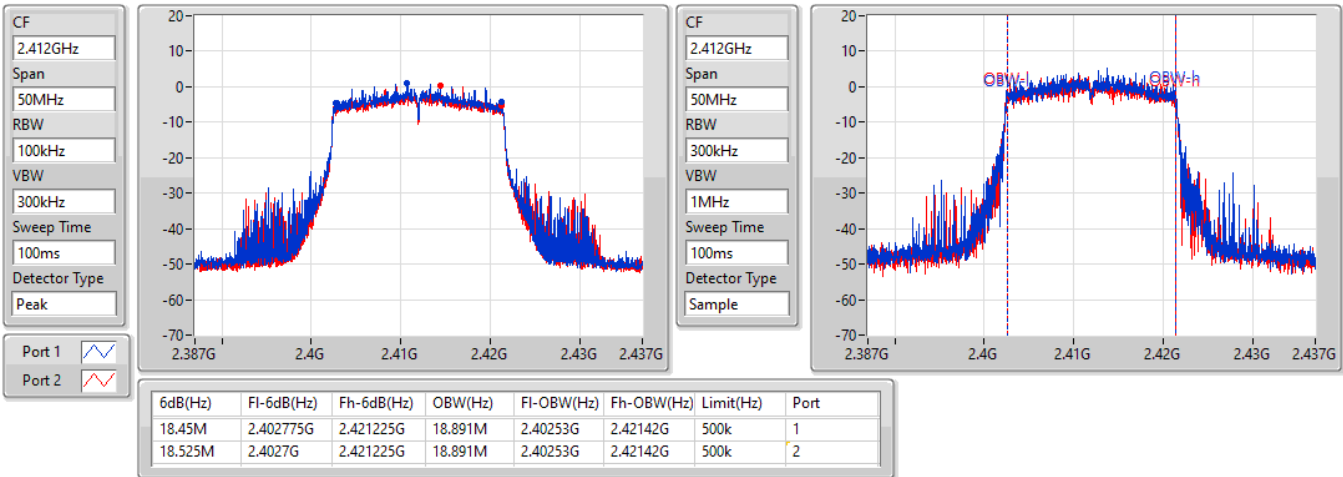 CF
2.412GHz
Span
50MHz
RBW
100kHz
VBW
300kHz
Sweep Time
100ms
Detector Type
Peak
Port 1
Port 2
20
10
0
-10
-20
-30
-40
-50
-60
-70
2.387G 2.4G 2.41G 2.42G 2.43G 2.437G
CF
2.412GHz
Span
50MHz
RBW
300kHz
VBW
1MHz
Sweep Time
100ms
Detector Type
Sample
20
10
0
-10
-20
-30
-40
-50
-60
-70
OBW-l OBW-h
2.387G 2.4G 2.41G 2.42G 2.43G 2.437G
6dB(Hz) Fl-6dB(Hz) Fh-6dB(Hz) OBW(Hz) Fl-OBW(Hz) Fh-OBW(Hz) Limit(Hz) Port
18.45M 2.402775G 2.421225G 18.891M 2.40253G 2.42142G 500k 1
18.525M 2.4027G 2.421225G 18.891M 2.40253G 2.42142G 500k 2